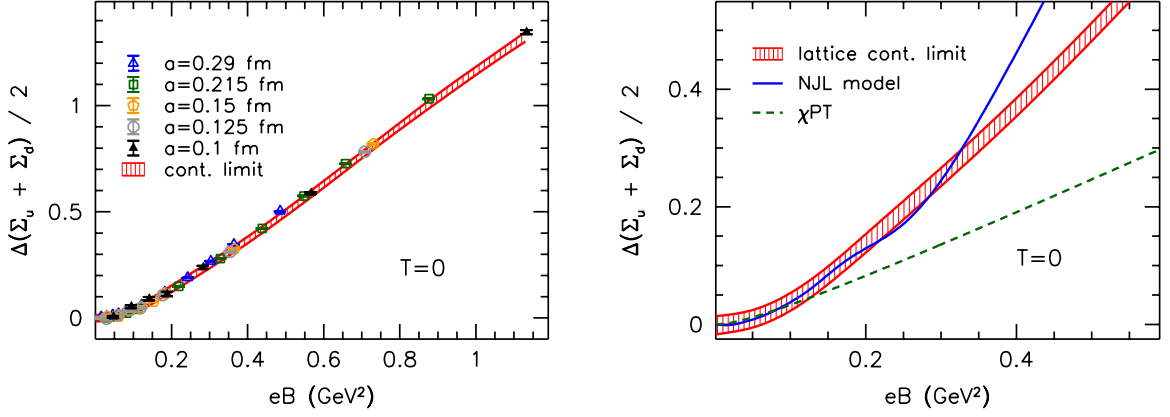 Δ(Σu + Σd) / 2
1
0.5
0
a=0.29 fm
a=0.215 fm
a=0.15 fm
a=0.125 fm
a=0.1 fm
cont. limit
T=0
0.2 0.4 0.6 0.8 1
eB (GeV²)
Δ(Σu + Σd) / 2
0.4
0.2
0
lattice cont. limit
NJL model
χPT
T=0
0.2 0.4
eB (GeV²)